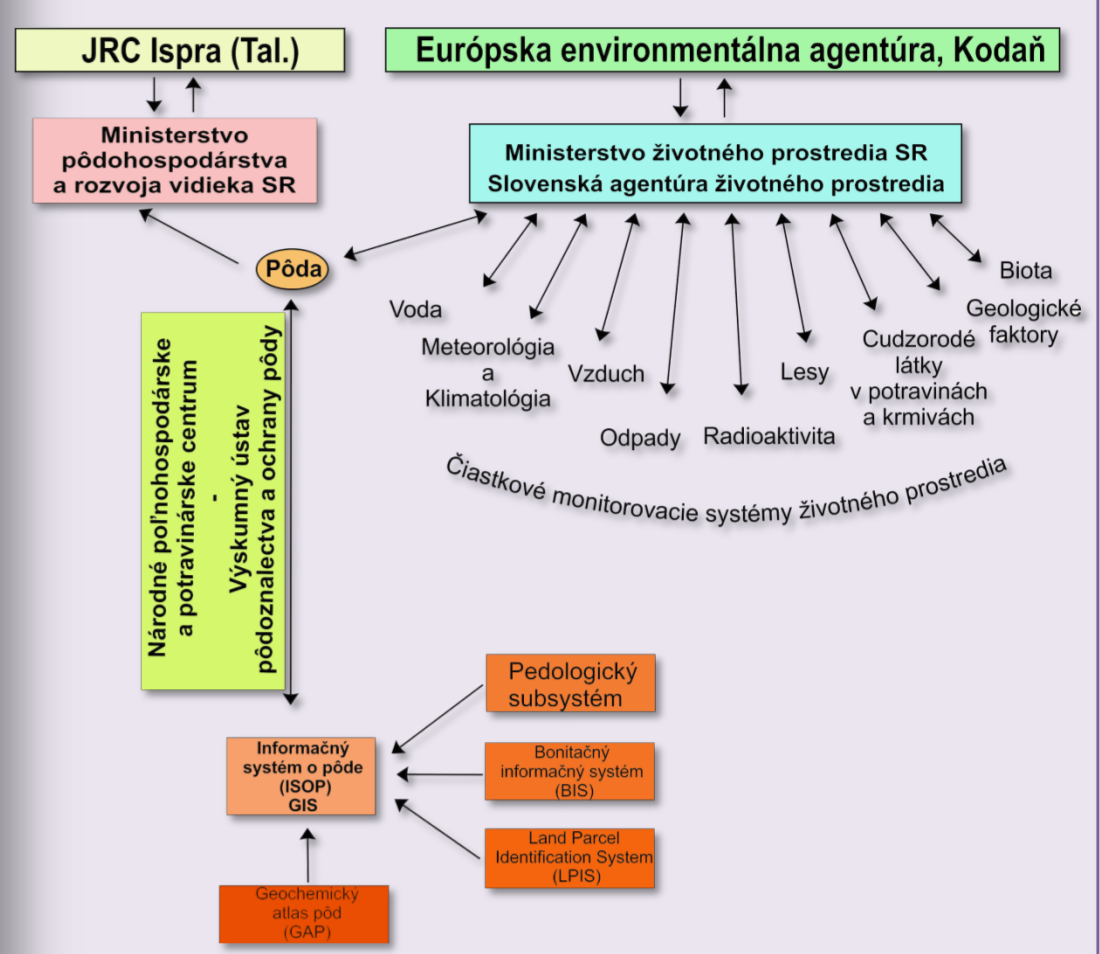 JRC Ispra (Tal.)
Európska environmentálna agentúra, Kodaň
Ministerstvo
pôdohospodárstva
a rozvoja vidieka SR
Ministerstvo životného prostredia SR
Slovenská agentúra životného prostredia
Pôda
Voda
Meteorológia
a
Klimatológia
Vzduch
Odpady
Radioaktivita
Lesy
Cudzorodé
látky
v potravinách
a krmivách
Geologické
faktory
Biota
Čiastkové monitorovacie systémy životného prostredia
Národné poľnohospodárske
a potravinárske centrum
-
Výskumný ústav
pôdoznalectva a ochrany pôdy
Pedologický
subsystém
Informačný
systém o pôde
(ISOP)
GIS
Bonitačný
informačný systém
(BIS)
Land Parcel
Identification System
(LPIS)
Geochemický
atlas pôd
(GAP)